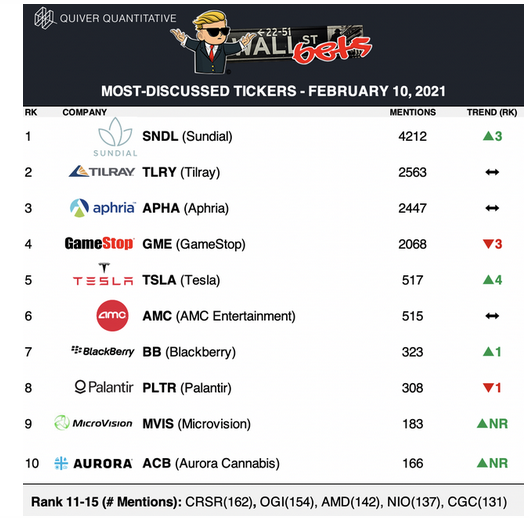 QUIVER QUANTITATIVE
←22-51
WALL ST
bets
MOST-DISCUSSED TICKERS - FEBRUARY 10, 2021
RK COMPANY MENTIONS TREND (RK)
1 SUNDIAL SNDL (Sundial) 4212 ▲3
2 TILRAY TLRY (Tilray) 2563 ↔
3 aphria APHA (Aphria) 2447 ↔
4 GameStop GME (GameStop) 2068 ▼3
5 TESLA TSLA (Tesla) 517 ▲4
6 amc AMC (AMC Entertainment) 515 ↔
7 BlackBerry BB (Blackberry) 323 ▲1
8 Palantir PLTR (Palantir) 308 ▼1
9 MicroVision MVIS (Microvision) 183 ▲NR
10 AURORA ACB (Aurora Cannabis) 166 ▲NR
Rank 11-15 (# Mentions): CRSR(162), OGI(154), AMD(142), NIO(137), CGC(131)